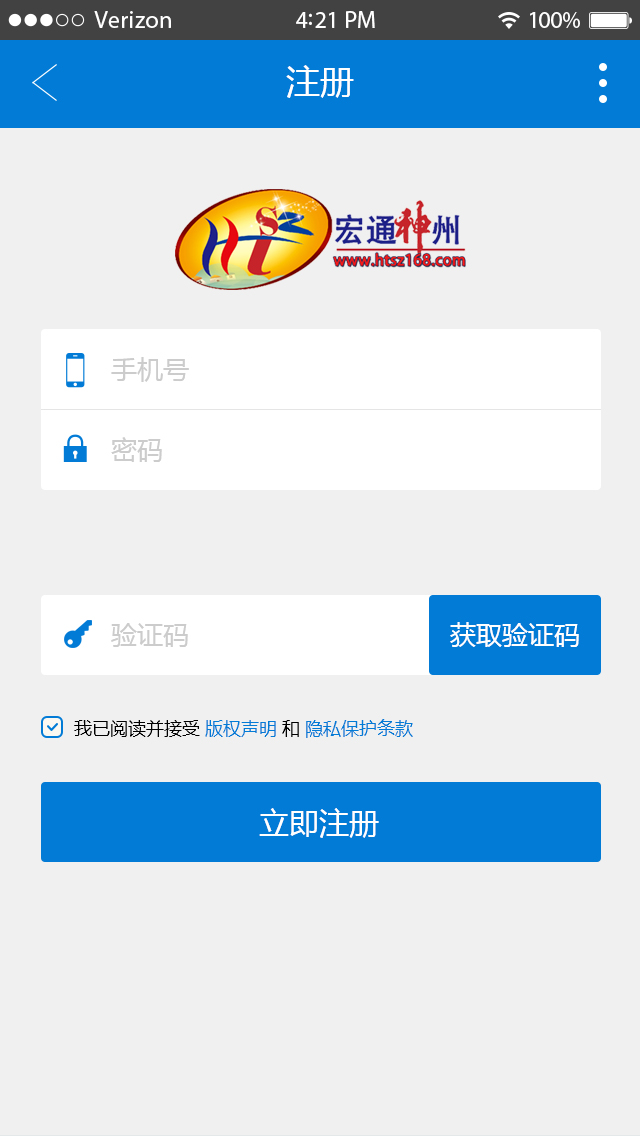 Verizon 4:21 PM 100%
注册
HTSZ 宏通神州
www.htsz168.com
手机号
密码
验证码 获取验证码
我已阅读并接受 版权声明 和 隐私保护条款
立即注册